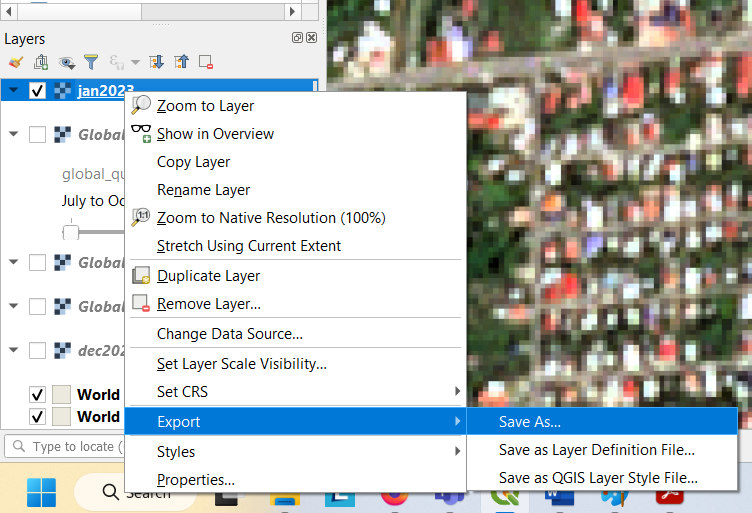 Layers
jan2023
Global
global_qu
July to Oc
Global
Global
dec202
World
World
Type to locate (
Zoom to Layer
Show in Overview
Copy Layer
Rename Layer
1:1
Zoom to Native Resolution (100%)
Stretch Using Current Extent
Duplicate Layer
Remove Layer...
Change Data Source...
Set Layer Scale Visibility...
Set CRS
Export
Styles
Properties...
Save As...
Save as Layer Definition File...
Save as QGIS Layer Style File...
Search